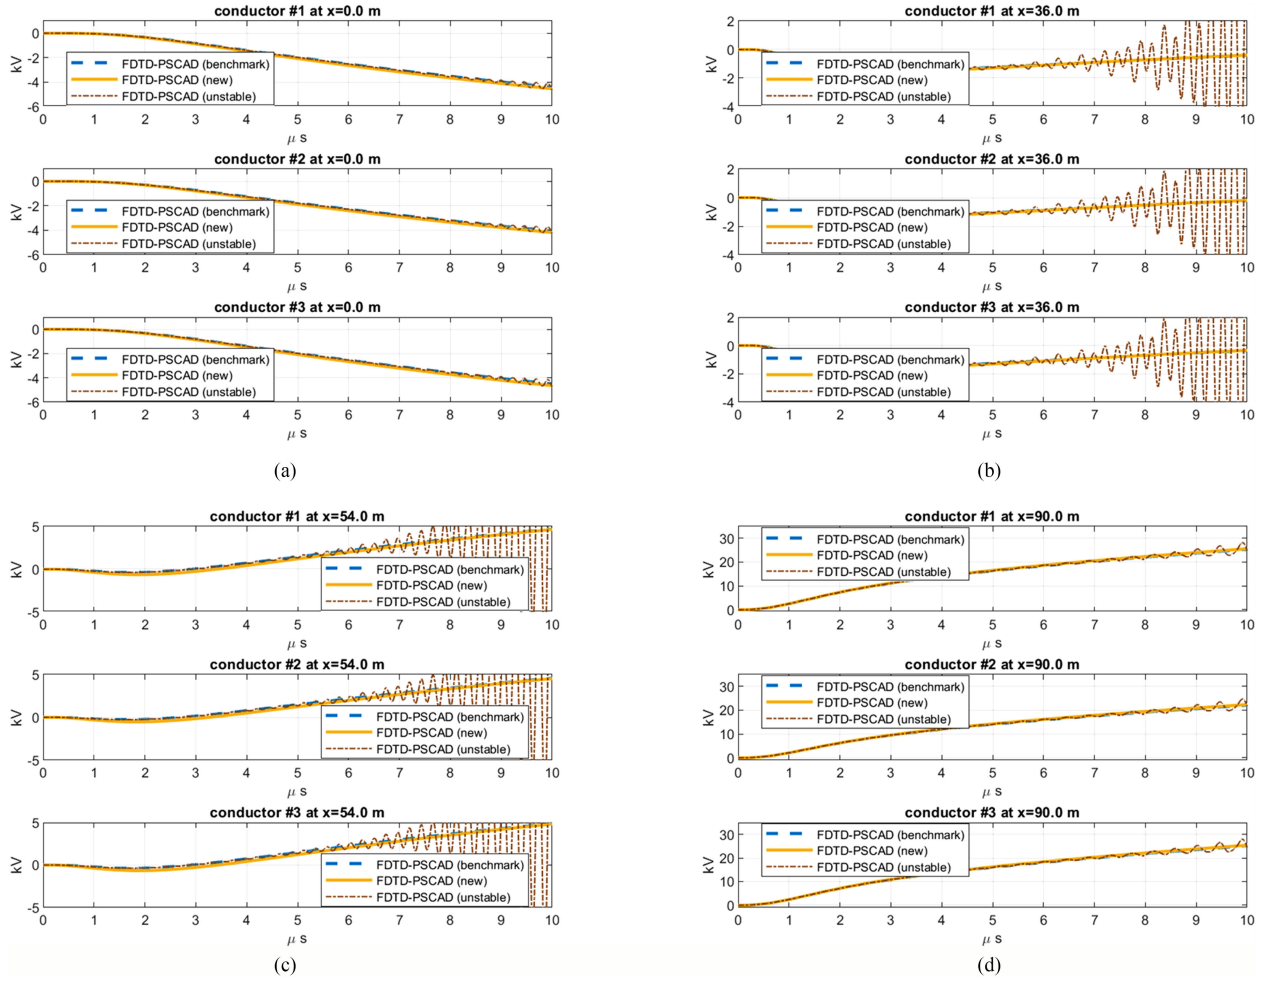 conductor #1 at x=0.0 m
0
-2
-4
-6
kV
FDTD-PSCAD (benchmark)
FDTD-PSCAD (new)
FDTD-PSCAD (unstable)
0 1 2 3 4 5 6 7 8 9 10
μ s
conductor #2 at x=0.0 m
0
-2
-4
-6
kV
FDTD-PSCAD (benchmark)
FDTD-PSCAD (new)
FDTD-PSCAD (unstable)
0 1 2 3 4 5 6 7 8 9 10
μ s
conductor #3 at x=0.0 m
0
-2
-4
-6
kV
FDTD-PSCAD (benchmark)
FDTD-PSCAD (new)
FDTD-PSCAD (unstable)
0 1 2 3 4 5 6 7 8 9 10
μ s
(a)
conductor #1 at x=36.0 m
2
0
-2
-4
kV
FDTD-PSCAD (benchmark)
FDTD-PSCAD (new)
FDTD-PSCAD (unstable)
0 1 2 3 4 5 6 7 8 9 10
μ s
conductor #2 at x=36.0 m
2
0
-2
-4
kV
FDTD-PSCAD (benchmark)
FDTD-PSCAD (new)
FDTD-PSCAD (unstable)
0 1 2 3 4 5 6 7 8 9 10
μ s
conductor #3 at x=36.0 m
2
0
-2
-4
kV
FDTD-PSCAD (benchmark)
FDTD-PSCAD (new)
FDTD-PSCAD (unstable)
0 1 2 3 4 5 6 7 8 9 10
μ s
(b)
conductor #1 at x=54.0 m
5
0
-5
kV
FDTD-PSCAD (benchmark)
FDTD-PSCAD (new)
FDTD-PSCAD (unstable)
0 1 2 3 4 5 6 7 8 9 10
μ s
conductor #2 at x=54.0 m
5
0
-5
kV
FDTD-PSCAD (benchmark)
FDTD-PSCAD (new)
FDTD-PSCAD (unstable)
0 1 2 3 4 5 6 7 8 9 10
μ s
conductor #3 at x=54.0 m
5
0
-5
kV
FDTD-PSCAD (benchmark)
FDTD-PSCAD (new)
FDTD-PSCAD (unstable)
0 1 2 3 4 5 6 7 8 9 10
μ s
(c)
conductor #1 at x=90.0 m
30
20
10
0
kV
FDTD-PSCAD (benchmark)
FDTD-PSCAD (new)
FDTD-PSCAD (unstable)
0 1 2 3 4 5 6 7 8 9 10
μ s
conductor #2 at x=90.0 m
30
20
10
0
kV
FDTD-PSCAD (benchmark)
FDTD-PSCAD (new)
FDTD-PSCAD (unstable)
0 1 2 3 4 5 6 7 8 9 10
μ s
conductor #3 at x=90.0 m
30
20
10
0
kV
FDTD-PSCAD (benchmark)
FDTD-PSCAD (new)
FDTD-PSCAD (unstable)
0 1 2 3 4 5 6 7 8 9 10
μ s
(d)